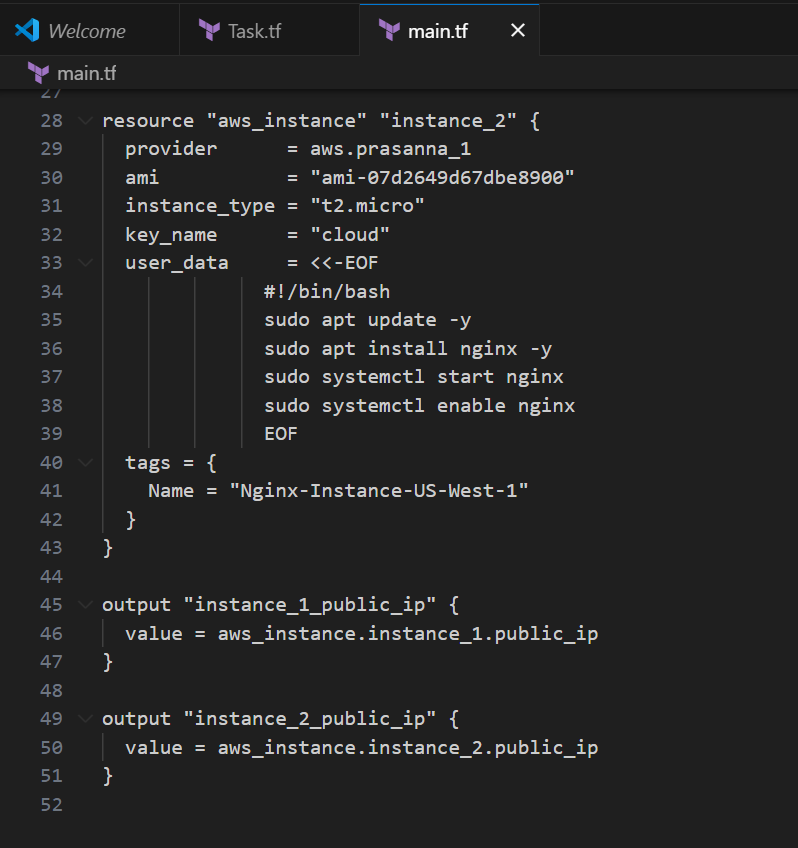 Welcome
Task.tf
main.tf
main.tf
27
28 resource "aws_instance" "instance_2" {
29   provider      = aws.prasanna_1
30   ami           = "ami-07d2649d67dbe8900"
31   instance_type = "t2.micro"
32   key_name      = "cloud"
33   user_data     = <<-EOF
34               #!/bin/bash
35               sudo apt update -y
36               sudo apt install nginx -y
37               sudo systemctl start nginx
38               sudo systemctl enable nginx
39               EOF
40   tags = {
41     Name = "Nginx-Instance-US-West-1"
42   }
43 }
44
45 output "instance_1_public_ip" {
46   value = aws_instance.instance_1.public_ip
47 }
48
49 output "instance_2_public_ip" {
50   value = aws_instance.instance_2.public_ip
51 }
52